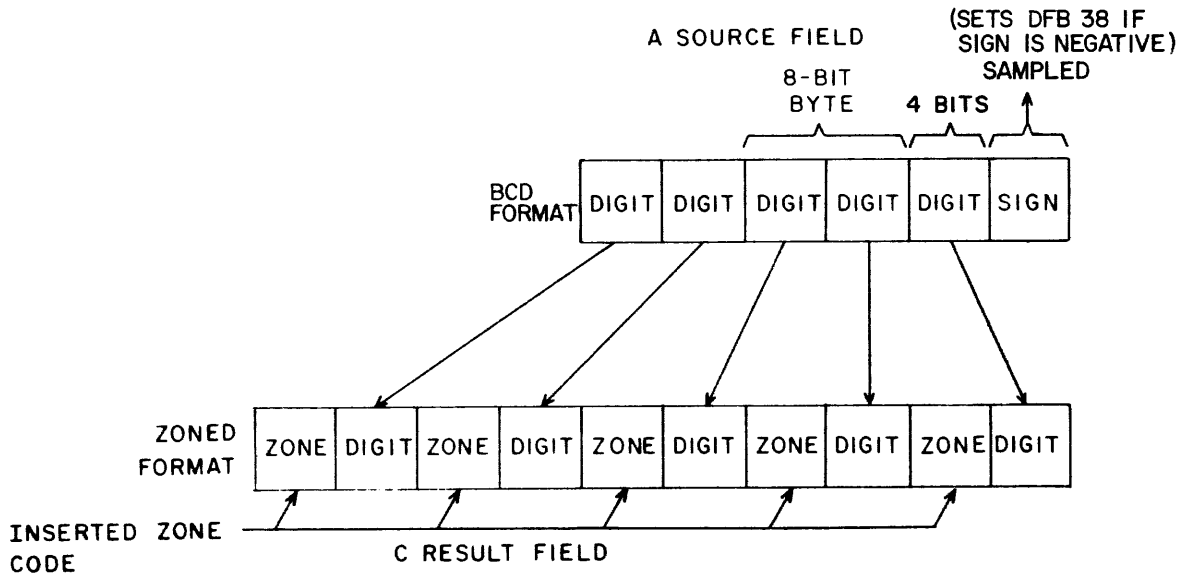 (SETS DFB 38 IF
SIGN IS NEGATIVE)
SAMPLED
A SOURCE FIELD
8-BIT
BYTE
4 BITS
BCD
FORMAT
DIGIT DIGIT DIGIT DIGIT DIGIT SIGN
ZONED
FORMAT
ZONE DIGIT ZONE DIGIT ZONE DIGIT ZONE DIGIT ZONE DIGIT
INSERTED ZONE
CODE
C RESULT FIELD